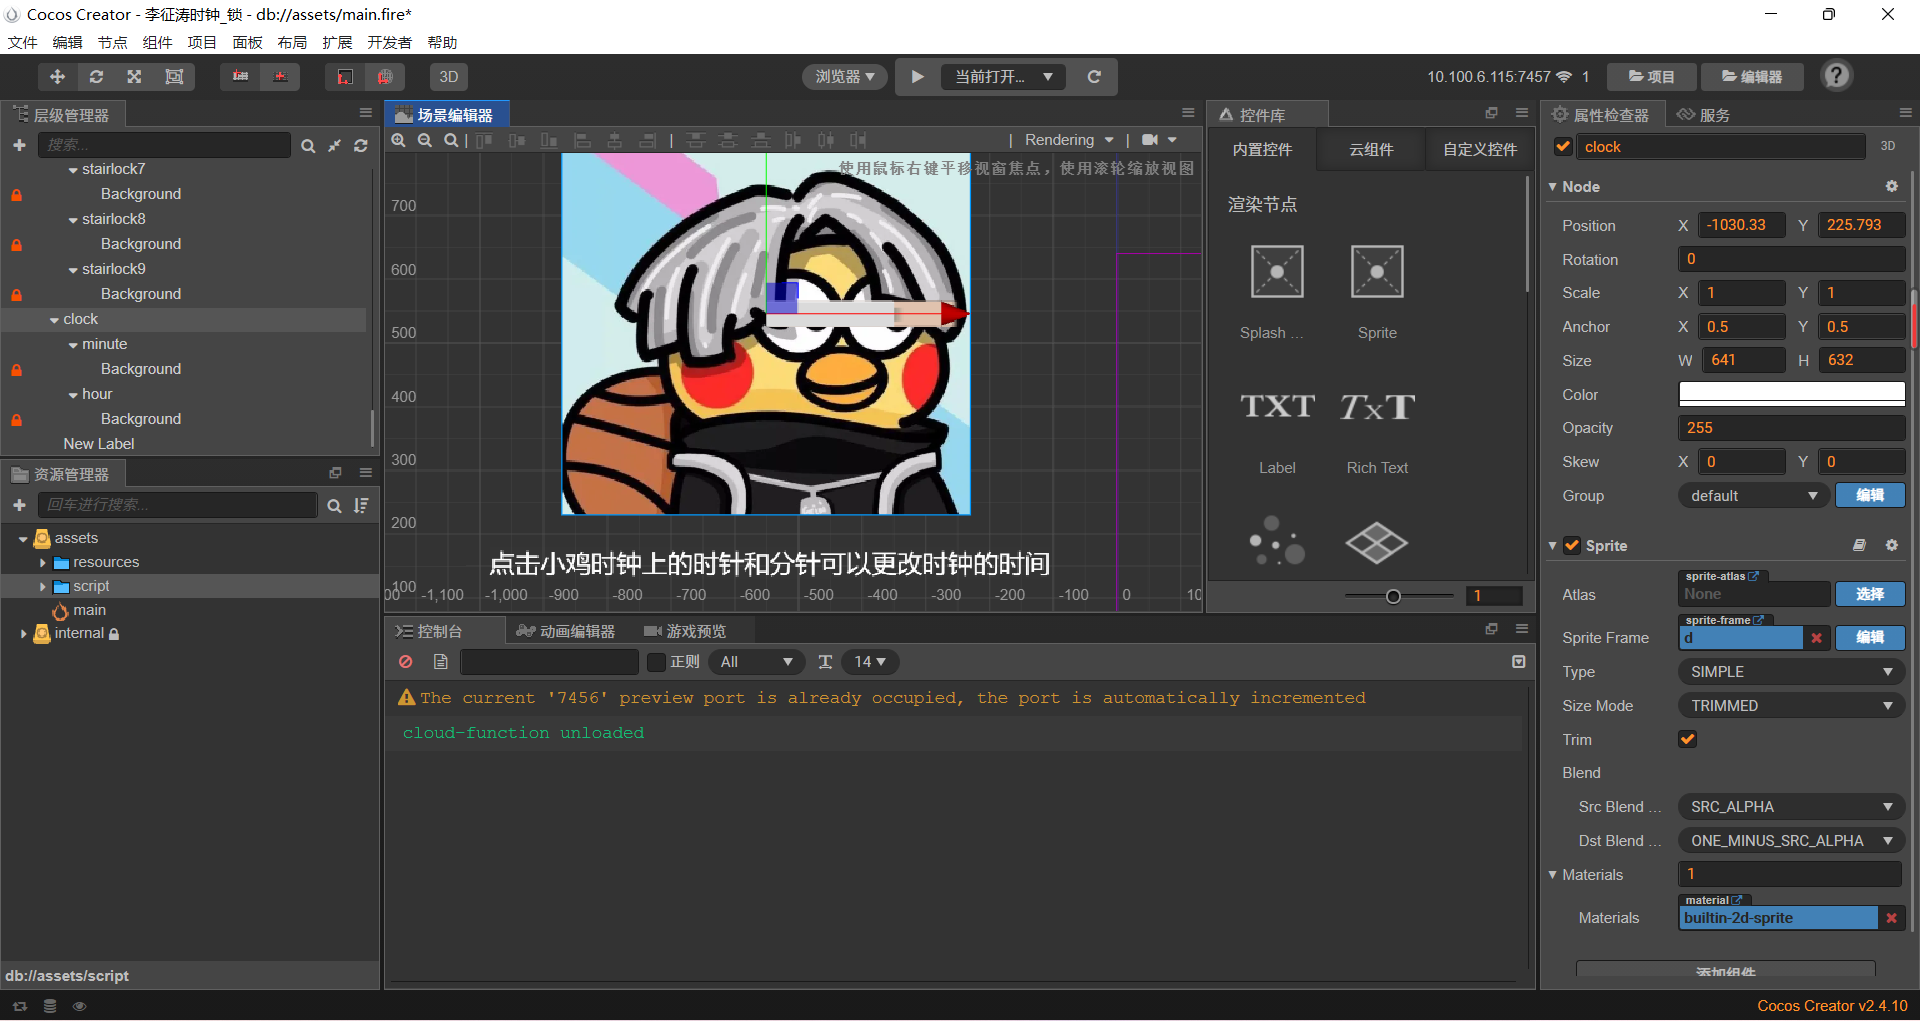 Cocos Creator - 李征涛时钟_锁 - db://assets/main.fire*
文件 编辑 节点 组件 项目 面板 布局 扩展 开发者 帮助
3D
浏览器 当前打开...
10.100.6.115:7457 1 项目 编辑器 ?
层级管理器
搜索...
stairlock7
Background
stairlock8
Background
stairlock9
Background
clock
minute
Background
hour
Background
New Label
资源管理器
回车进行搜索...
assets
resources
script
main
internal
db://assets/script
场景编辑器
Rendering
使用鼠标右键平移视窗焦点，使用滚轮缩放视图
700
600
500
400
300
200
100
点击小鸡时钟上的时针和分针可以更改时钟的时间
00 -1,100 -1,000 -900 -800 -700 -600 -500 -400 -300 -200 -100 0 10
控制台 动画编辑器 游戏预览
正则 All 14
The current '7456' preview port is already occupied, the port is automatically incremented
cloud-function unloaded
控件库
内置控件 云组件 自定义控件
渲染节点
Splash ... Sprite
TXT TxT
Label Rich Text
1
属性检查器 服务
clock 3D
Node
Position X -1030.33 Y 225.793
Rotation 0
Scale X 1 Y 1
Anchor X 0.5 Y 0.5
Size W 641 H 632
Color
Opacity 255
Skew X 0 Y 0
Group default 编辑
Sprite
sprite-atlas
Atlas None 选择
sprite-frame
Sprite Frame d 编辑
Type SIMPLE
Size Mode TRIMMED
Trim
Blend
Src Blend ... SRC_ALPHA
Dst Blend ... ONE_MINUS_SRC_ALPHA
Materials 1
material
Materials builtin-2d-sprite
添加组件
Cocos Creator v2.4.10